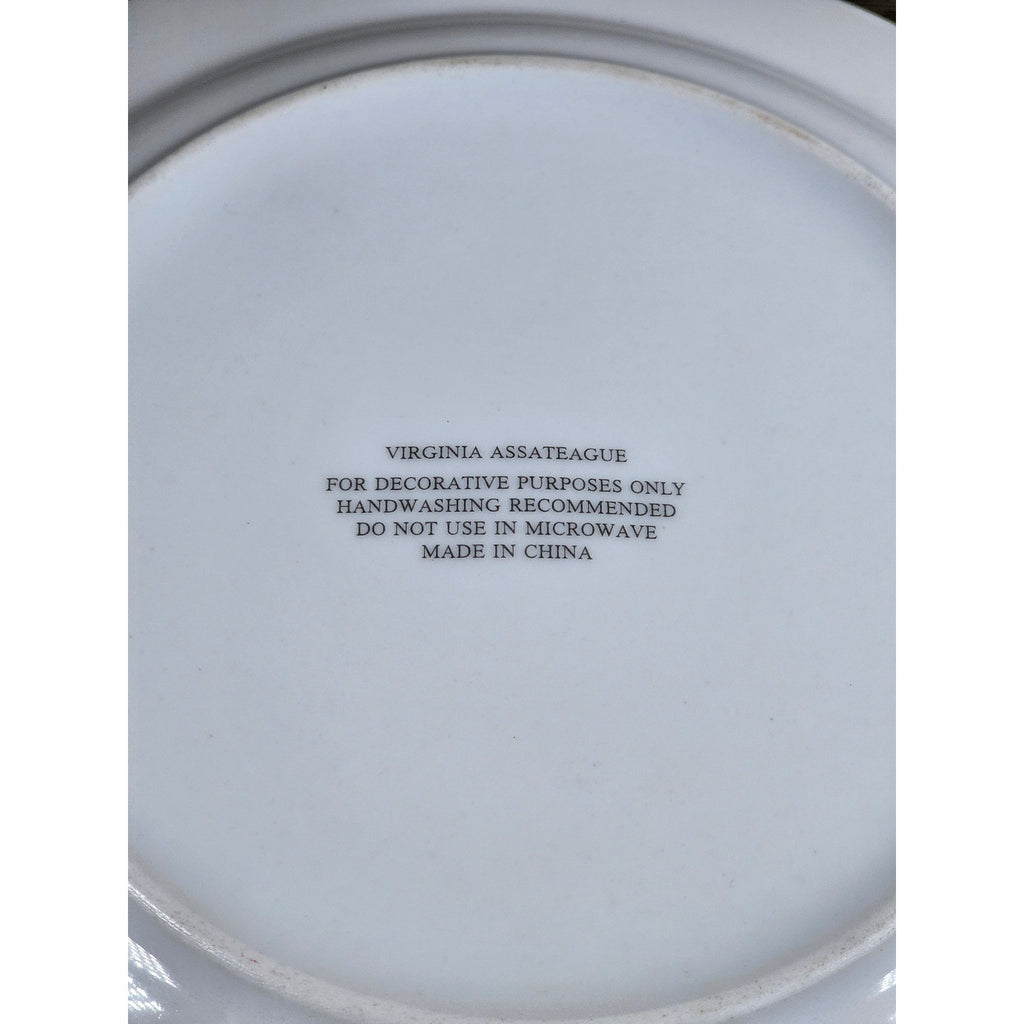 VIRGINIA ASSATEAGUE
FOR DECORATIVE PURPOSES ONLY
HANDWASHING RECOMMENDED
DO NOT USE IN MICROWAVE
MADE IN CHINA